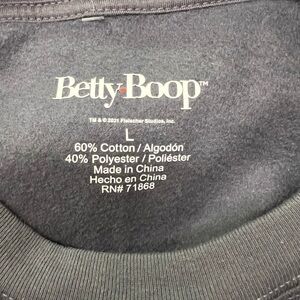 Betty Boop™
TM & © 2021 Fleischer Studios, Inc.
L
60% Cotton / Algodón
40% Polyester / Poliéster
Made in China
Hecho en China
RN# 71868